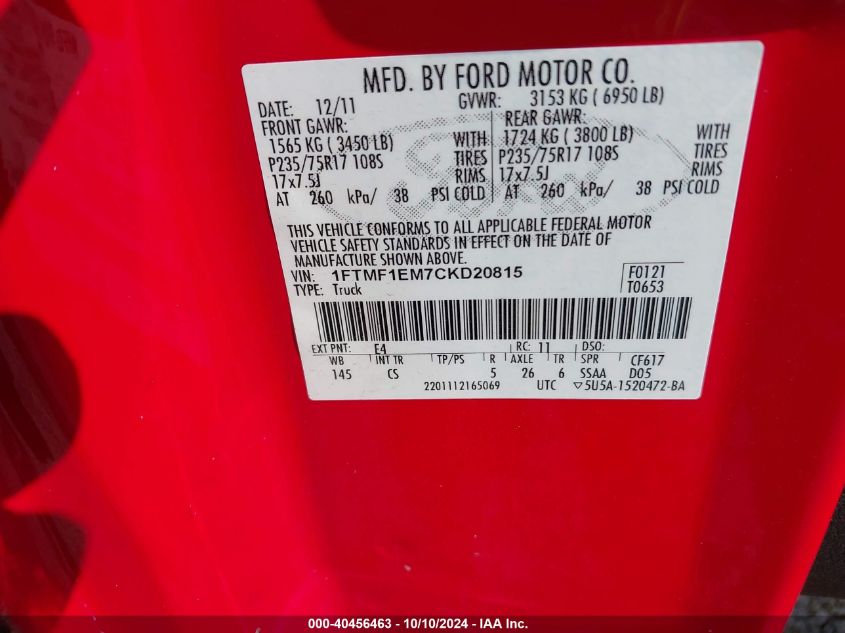 MFD. BY FORD MOTOR CO.
DATE: 12/11 GVWR: 3153 KG ( 6950 LB)
FRONT GAWR: REAR GAWR:
1565 KG ( 3450 LB) WITH 1724 KG ( 3800 LB) WITH
P235/75R17 108S TIRES P235/75R17 108S TIRES
17x7.5J RIMS 17x7.5J RIMS
AT 260 kPa/ 38 PSI COLD AT 260 kPa/ 38 PSI COLD
THIS VEHICLE CONFORMS TO ALL APPLICABLE FEDERAL MOTOR
VEHICLE SAFETY STANDARDS IN EFFECT ON THE DATE OF
MANUFACTURE SHOWN ABOVE.
VIN: 1FTMF1EM7CKD20815 F0121
TYPE: Truck T0653
EXT PNT: E4 RC: 11 DSO:
WB INT TR TP/PS R AXLE TR SPR CF617
145 CS 5 26 6 SSAA D05
2201112165069 UTC ▽5U5A-1520472-BA
000-40456463 - 10/10/2024 - IAA Inc.